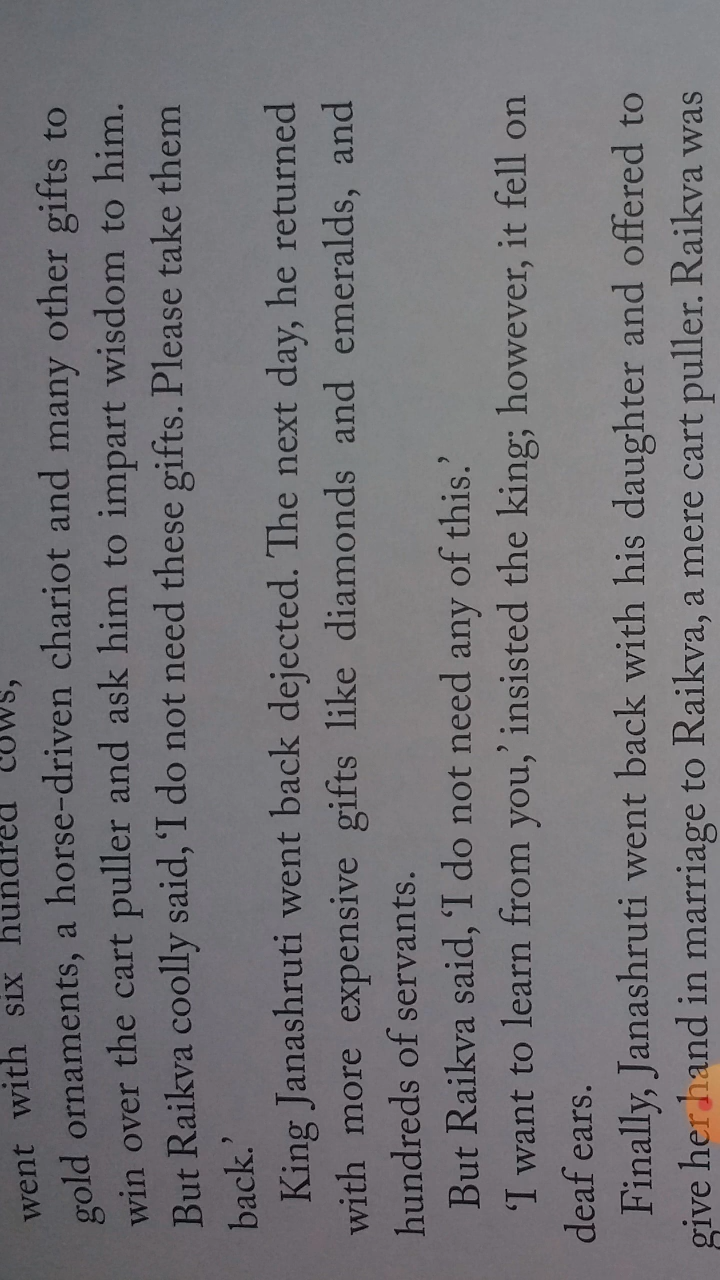 went with six hundred cows,
gold ornaments, a horse-driven chariot and many other gifts to
win over the cart puller and ask him to impart wisdom to him.
But Raikva coolly said, ‘I do not need these gifts. Please take them
back.’
King Janashruti went back dejected. The next day, he returned
with more expensive gifts like diamonds and emeralds, and
hundreds of servants.
But Raikva said, ‘I do not need any of this.’
‘I want to learn from you,’ insisted the king; however, it fell on
deaf ears.
Finally, Janashruti went back with his daughter and offered to
give her hand in marriage to Raikva, a mere cart puller. Raikva was